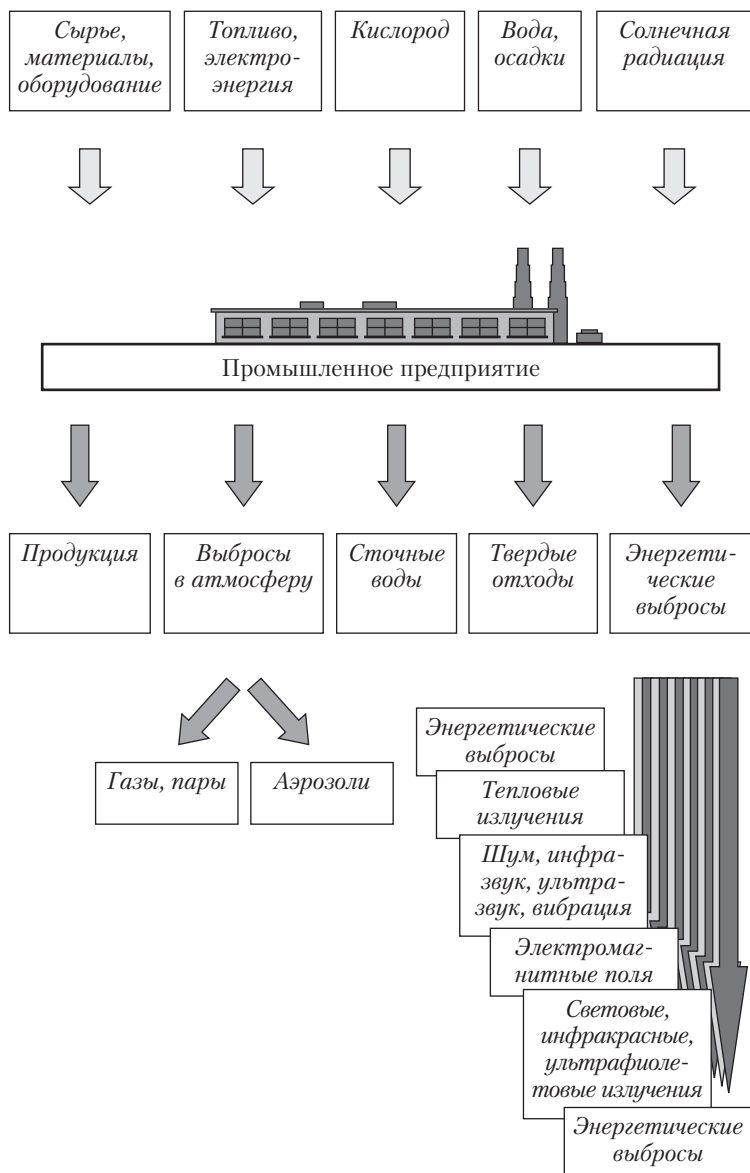 Сырье,
материалы,
оборудование
Топливо,
электро-
энергия
Кислород
Вода,
осадки
Солнечная
радиация
Промышленное предприятие
Продукция
Выбросы
в атмосферу
Сточные
воды
Твердые
отходы
Энергети-
ческие
выбросы
Газы, пары
Аэрозоли
Энергетические
выбросы
Тепловые
излучения
Шум, инфра-
звук, ультра-
звук, вибрация
Электромаг-
нитные поля
Световые,
инфракрасные,
ультрафиоле-
товые излучения
Энергетические
выбросы